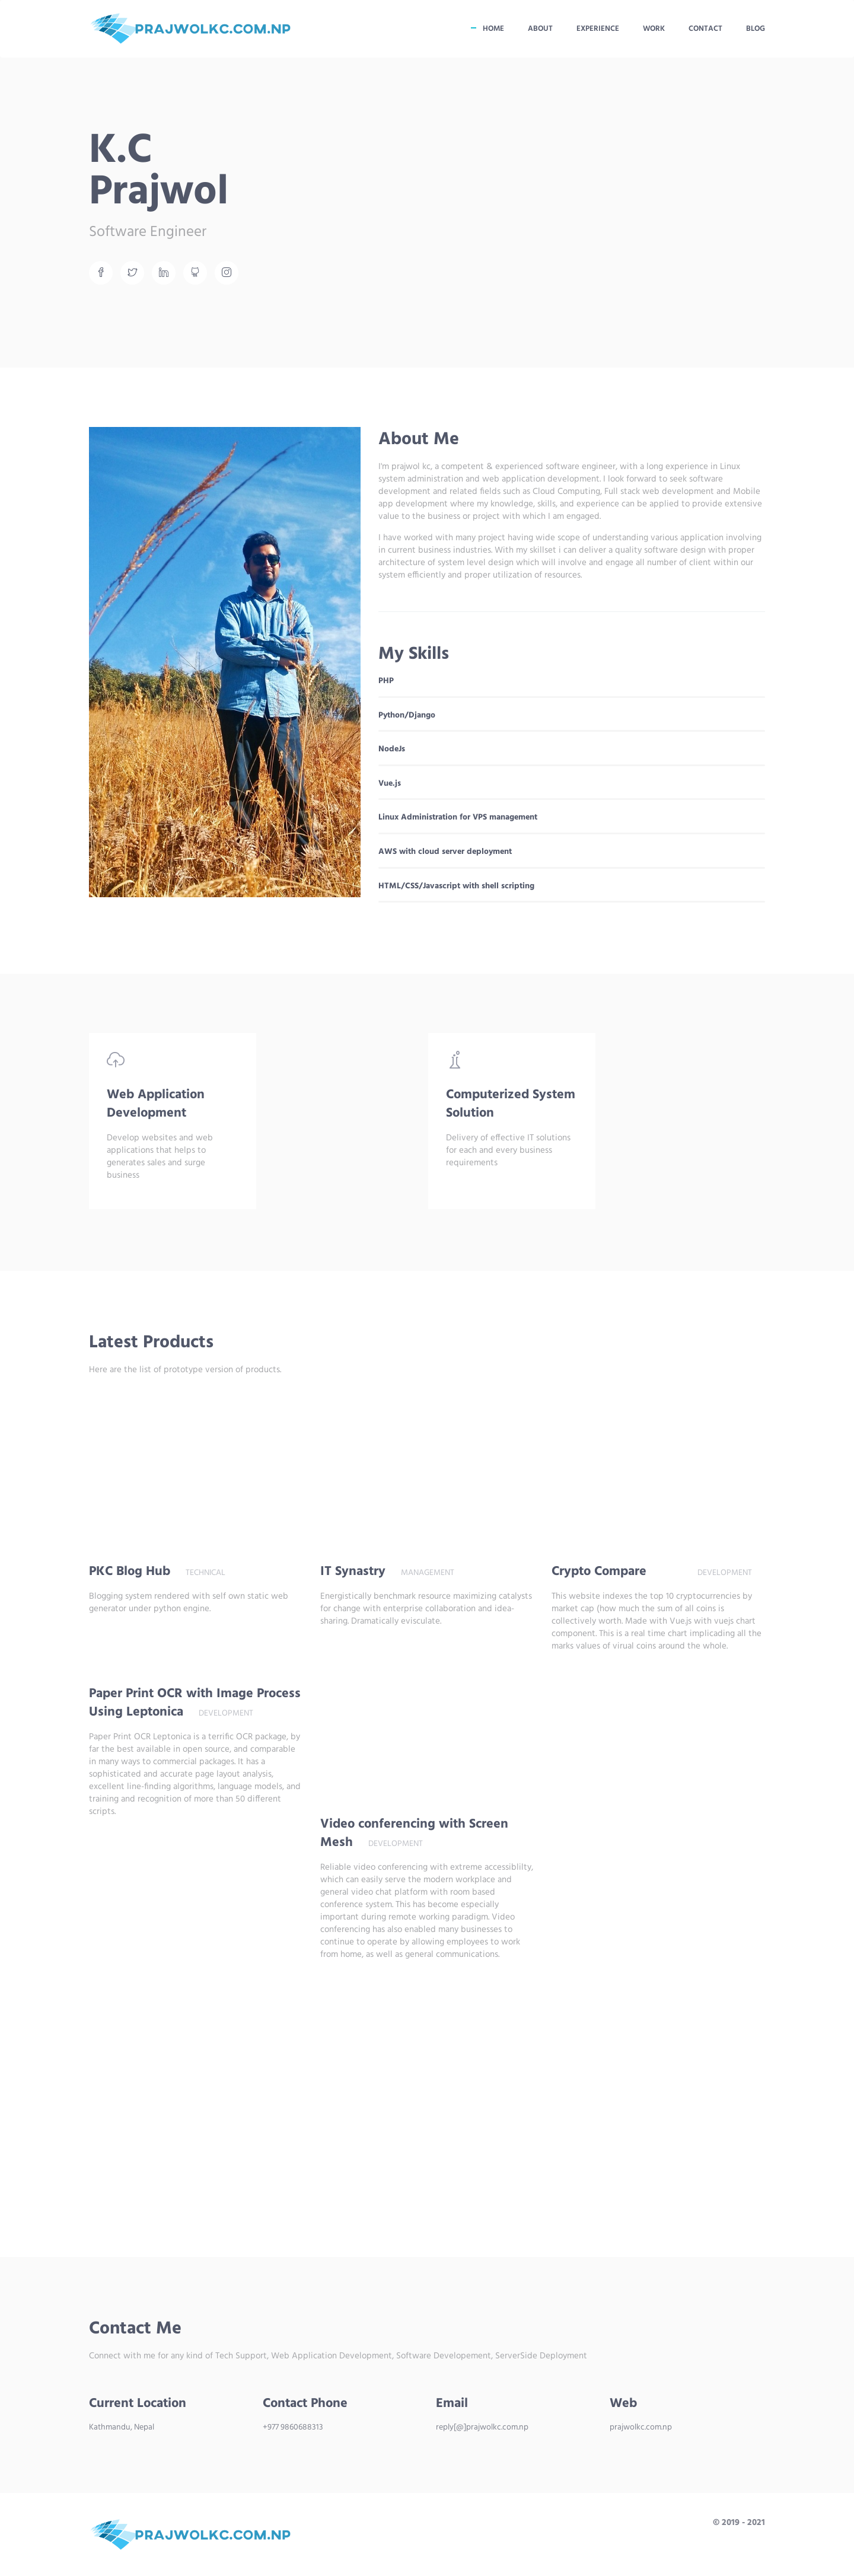 PRAJWOLKC.COM.NP
HOME ABOUT EXPERIENCE WORK CONTACT BLOG
K.C
Prajwol
Software Engineer
About Me
I'm prajwol kc, a competent & experienced software engineer, with a long experience in Linux
system administration and web application development. I look forward to seek software
development and related fields such as Cloud Computing, Full stack web development and Mobile
app development where my knowledge, skills, and experience can be applied to provide extensive
value to the business or project with which I am engaged.
I have worked with many project having wide scope of understanding various application involving
in current business industries. With my skillset i can deliver a quality software design with proper
architecture of system level design which will involve and engage all number of client within our
system efficiently and proper utilization of resources.
My Skills
PHP
Python/Django
NodeJs
Vue.js
Linux Administration for VPS management
AWS with cloud server deployment
HTML/CSS/Javascript with shell scripting
Web Application
Development
Develop websites and web
applications that helps to
generates sales and surge
business
Computerized System
Solution
Delivery of effective IT solutions
for each and every business
requirements
Latest Products
Here are the list of prototype version of products.
PKC Blog Hub TECHNICAL
Blogging system rendered with self own static web
generator under python engine.
IT Synastry MANAGEMENT
Energistically benchmark resource maximizing catalysts
for change with enterprise collaboration and idea-
sharing. Dramatically evisculate.
Crypto Compare DEVELOPMENT
This website indexes the top 10 cryptocurrencies by
market cap (how much the sum of all coins is
collectively worth. Made with Vue.js with vuejs chart
component. This is a real time chart implicading all the
marks values of virual coins around the whole.
Paper Print OCR with Image Process
Using Leptonica DEVELOPMENT
Paper Print OCR Leptonica is a terrific OCR package, by
far the best available in open source, and comparable
in many ways to commercial packages. It has a
sophisticated and accurate page layout analysis,
excellent line-finding algorithms, language models, and
training and recognition of more than 50 different
scripts.
Video conferencing with Screen
Mesh DEVELOPMENT
Reliable video conferencing with extreme accessiblilty,
which can easily serve the modern workplace and
general video chat platform with room based
conference system. This has become especially
important during remote working paradigm. Video
conferencing has also enabled many businesses to
continue to operate by allowing employees to work
from home, as well as general communications.
Contact Me
Connect with me for any kind of Tech Support, Web Application Development, Software Developement, ServerSide Deployment
Current Location
Kathmandu, Nepal
Contact Phone
+977 9860688313
Email
reply[@]prajwolkc.com.np
Web
prajwolkc.com.np
PRAJWOLKC.COM.NP
© 2019 - 2021